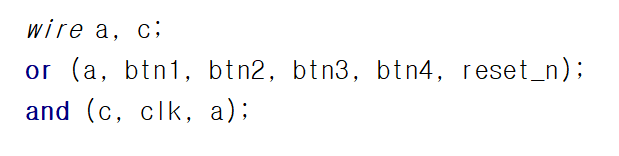 wire a, c;
or (a, btn1, btn2, btn3, btn4, reset_n);
and (c, clk, a);